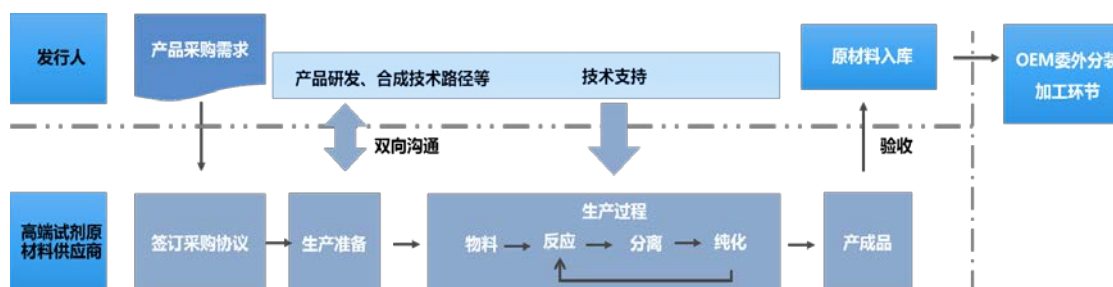 发行人
产品采购需求
产品研发、合成技术路径等
技术支持
原材料入库
OEM委外分装
加工环节
双向沟通
验收
高端试剂原
材料供应商
签订采购协议
生产准备
生产过程
物料
反应
分离
纯化
产成品